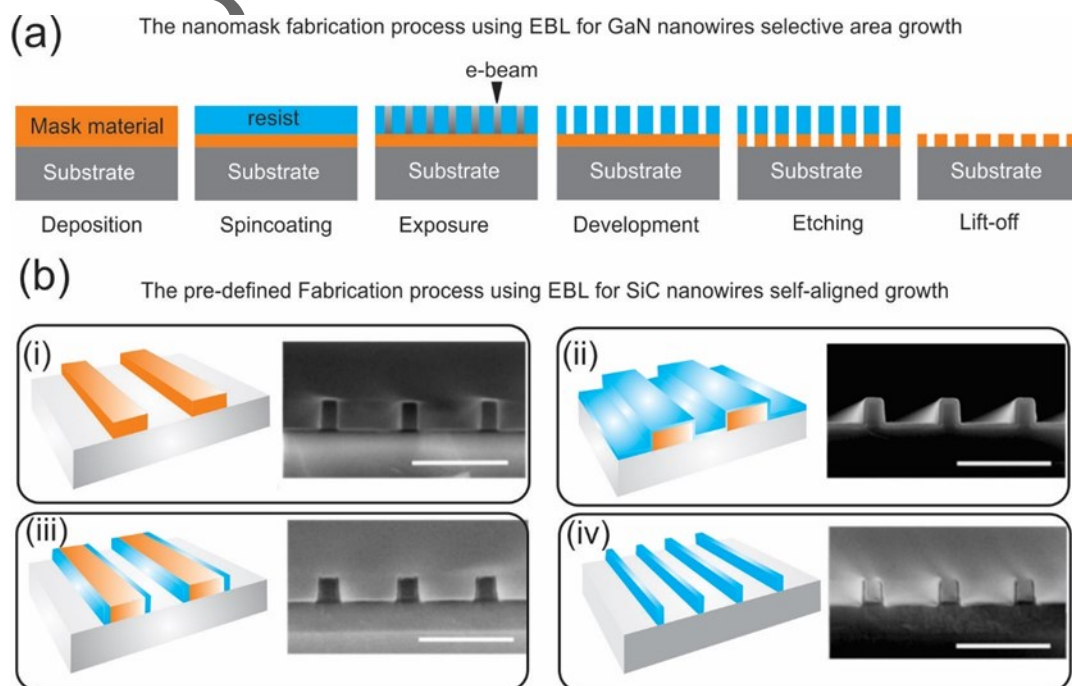 (a)
The nanomask fabrication process using EBL for GaN nanowires selective area growth
e-beam
Mask material
resist
Substrate
Substrate
Substrate
Substrate
Substrate
Substrate
Deposition
Spincoating
Exposure
Development
Etching
Lift-off
(b)
The pre-defined Fabrication process using EBL for SiC nanowires self-aligned growth
(i)
(ii)
(iii)
(iv)